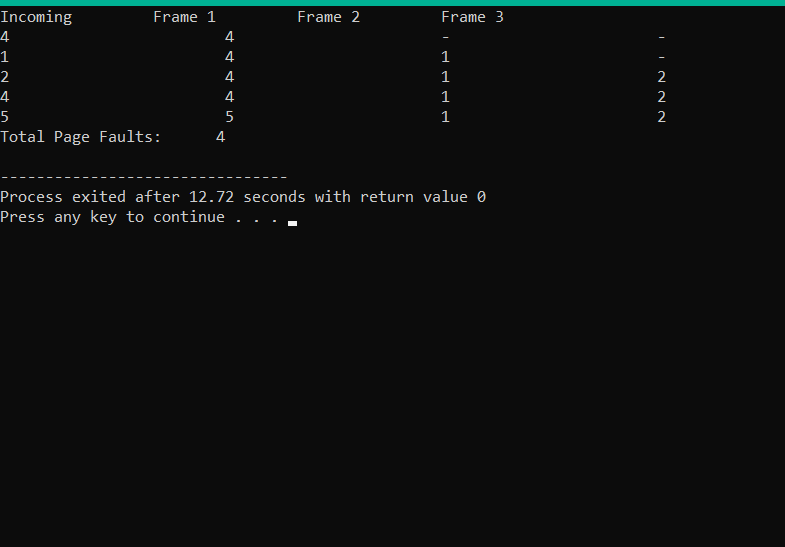 Incoming Frame 1 Frame 2 Frame 3
4 4 - -
1 4 1 -
2 4 1 2
4 4 1 2
5 5 1 2
Total Page Faults: 4
--------------------------------
Process exited after 12.72 seconds with return value 0
Press any key to continue . . .